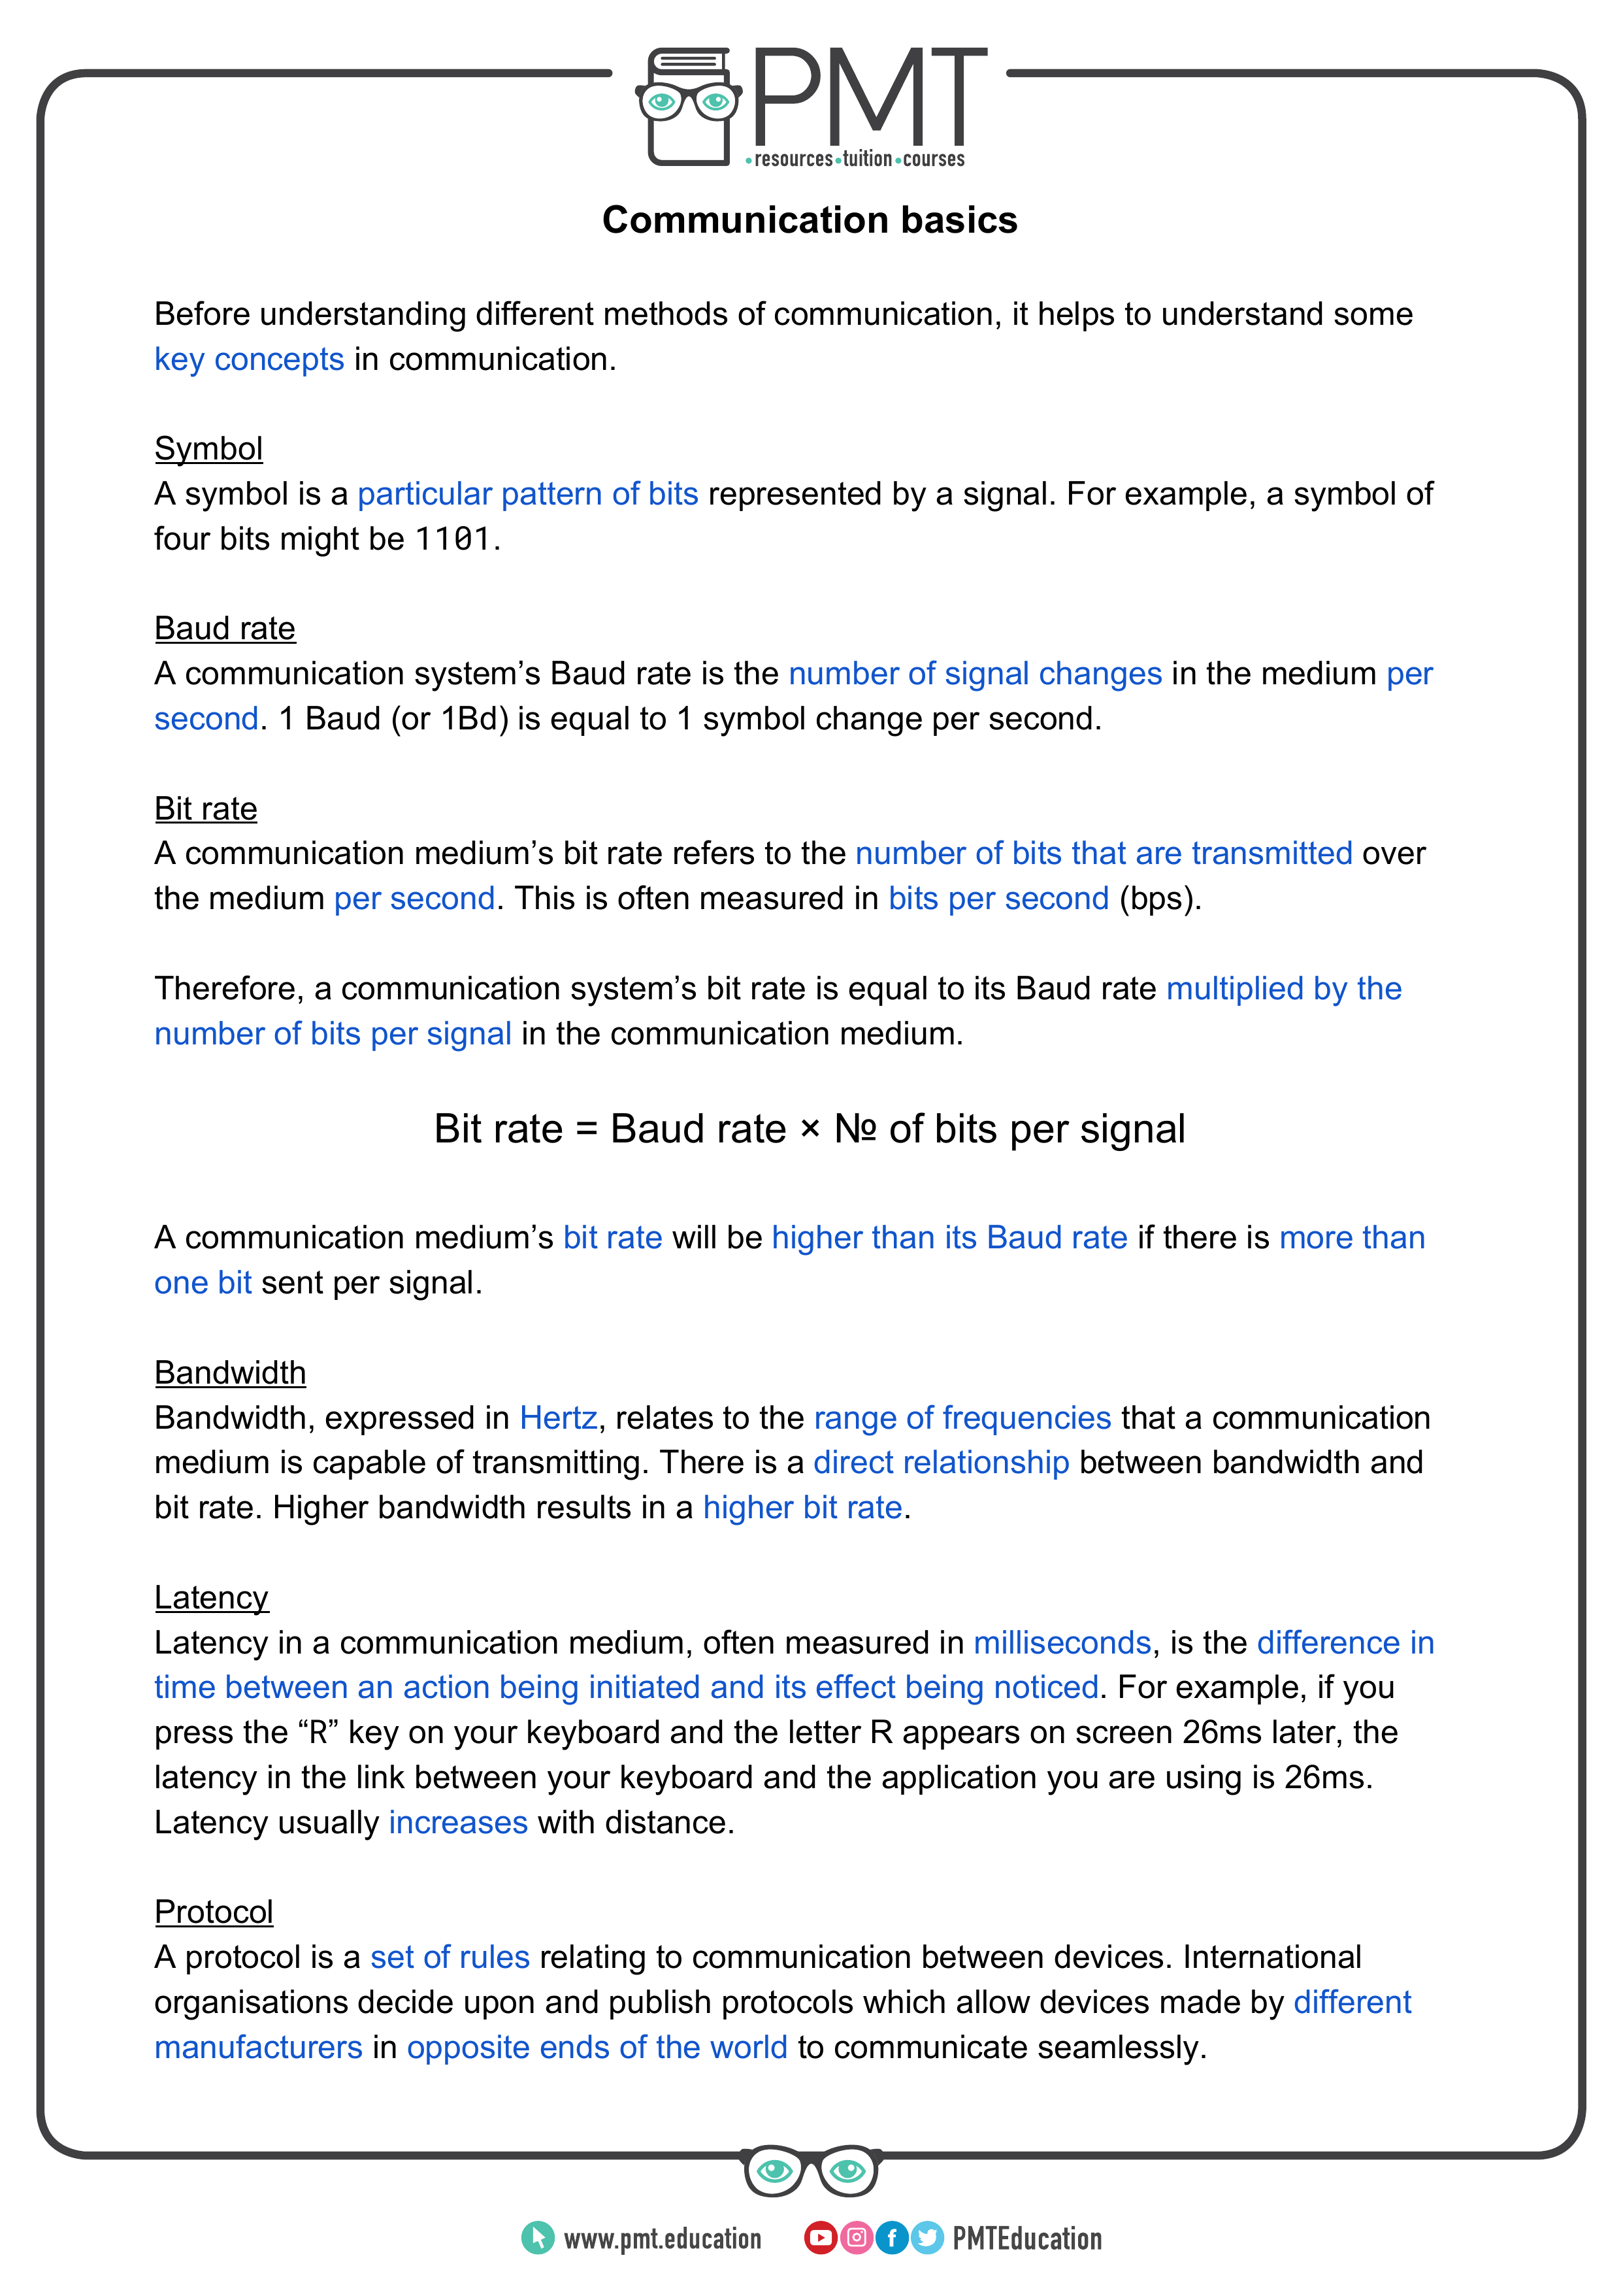 PMT
•resources•tuition•courses
Communication basics
Before understanding different methods of communication, it helps to understand some
key concepts in communication.
Symbol
A symbol is a particular pattern of bits represented by a signal. For example, a symbol of
four bits might be 1101.
Baud rate
A communication system’s Baud rate is the number of signal changes in the medium per
second. 1 Baud (or 1Bd) is equal to 1 symbol change per second.
Bit rate
A communication medium’s bit rate refers to the number of bits that are transmitted over
the medium per second. This is often measured in bits per second (bps).
Therefore, a communication system’s bit rate is equal to its Baud rate multiplied by the
number of bits per signal in the communication medium.
Bit rate = Baud rate × № of bits per signal
A communication medium’s bit rate will be higher than its Baud rate if there is more than
one bit sent per signal.
Bandwidth
Bandwidth, expressed in Hertz, relates to the range of frequencies that a communication
medium is capable of transmitting. There is a direct relationship between bandwidth and
bit rate. Higher bandwidth results in a higher bit rate.
Latency
Latency in a communication medium, often measured in milliseconds, is the difference in
time between an action being initiated and its effect being noticed. For example, if you
press the “R” key on your keyboard and the letter R appears on screen 26ms later, the
latency in the link between your keyboard and the application you are using is 26ms.
Latency usually increases with distance.
Protocol
A protocol is a set of rules relating to communication between devices. International
organisations decide upon and publish protocols which allow devices made by different
manufacturers in opposite ends of the world to communicate seamlessly.
www.pmt.education PMTEducation